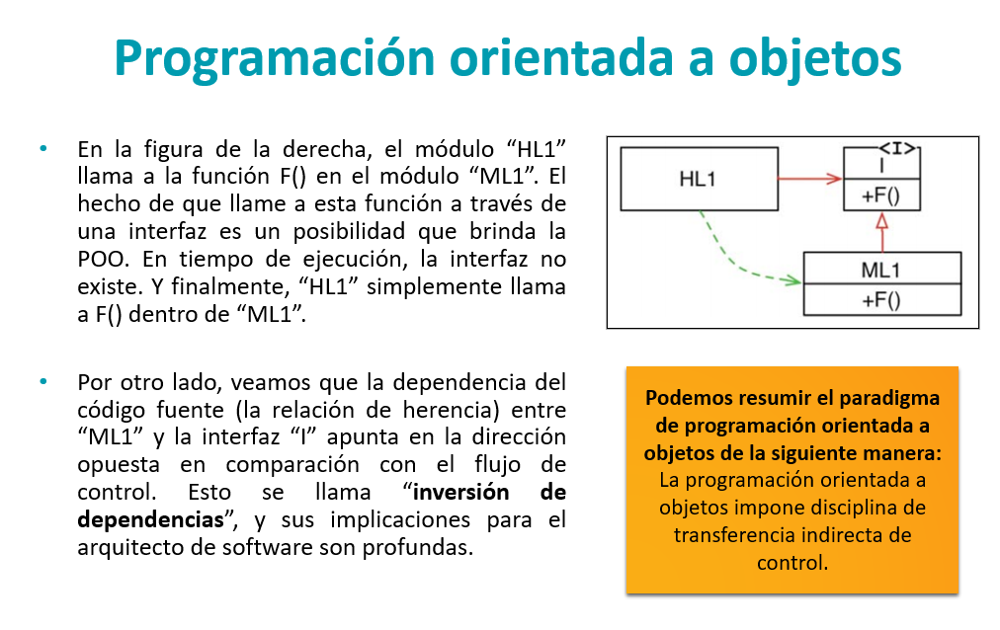 Programación orientada a objetos
• En la figura de la derecha, el módulo “HL1”
llama a la función F() en el módulo “ML1”. El
hecho de que llame a esta función a través de
una interfaz es un posibilidad que brinda la
POO. En tiempo de ejecución, la interfaz no
existe. Y finalmente, “HL1” simplemente llama
a F() dentro de “ML1”.
• Por otro lado, veamos que la dependencia del
código fuente (la relación de herencia) entre
“ML1” y la interfaz “I” apunta en la dirección
opuesta en comparación con el flujo de
control. Esto se llama “inversión de
dependencias”, y sus implicaciones para el
arquitecto de software son profundas.
HL1
<I>
I
+F()
ML1
+F()
Podemos resumir el paradigma
de programación orientada a
objetos de la siguiente manera:
La programación orientada a
objetos impone disciplina de
transferencia indirecta de
control.